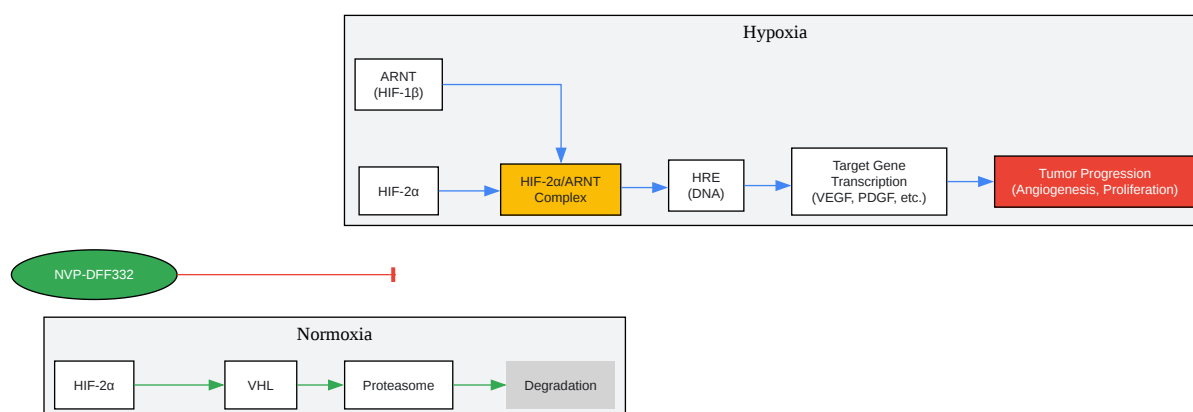 Hypoxia
ARNT
(HIF-1β)
HIF-2α
HIF-2α/ARNT
Complex
HRE
(DNA)
Target Gene
Transcription
(VEGF, PDGF, etc.)
Tumor Progression
(Angiogenesis, Proliferation)
NVP-DFF332
Normoxia
HIF-2α
VHL
Proteasome
Degradation